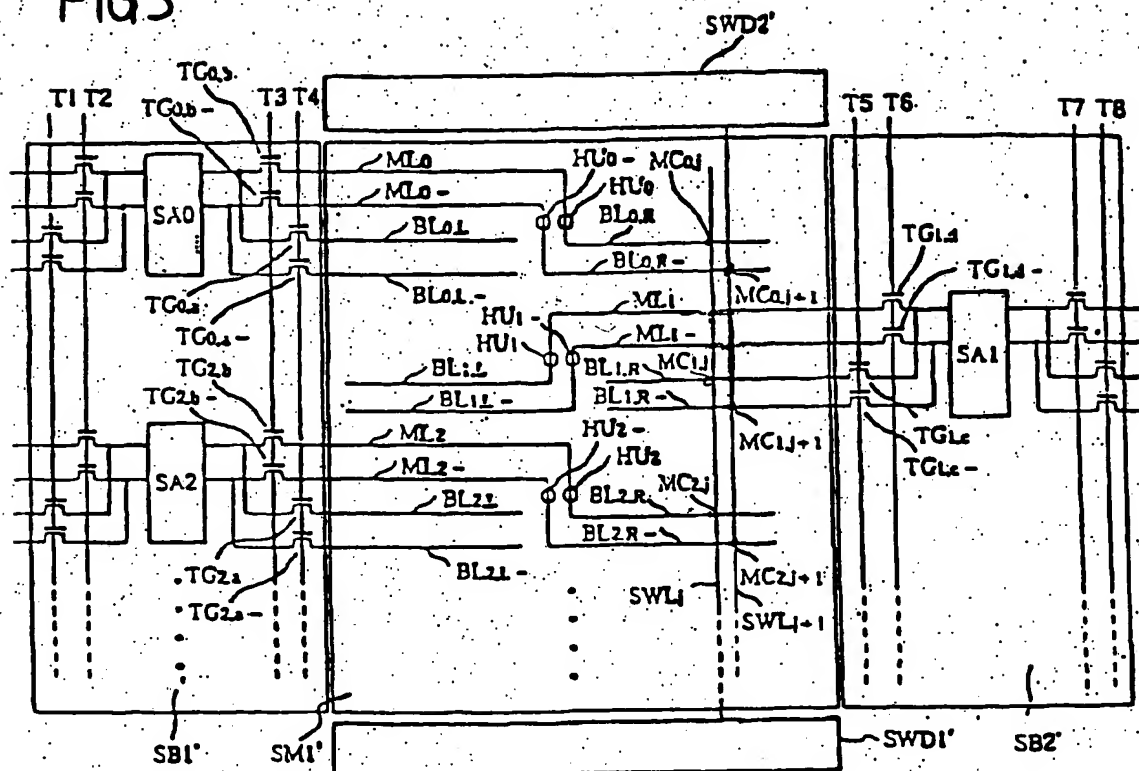 FIG5
SWD2'
TG0,b
T1 T2
T3 T4
T5 T6
T7 T8
TG0,b-
ML0
HU0-
MC0,j
ML0-
HU0
SA0
BL0,R
TG1,d
BL0,L
TG1,d-
BL0,R-
TG0,a
BL0,L-
MC0,j+1
ML1
TG0,a-
HU1-
ML1-
HU1
SA1
TG2,b
BL1,L
BL1,R
MC1,j
TG2,b-
BL1,L-
BL1,R-
TG1,c
ML2
HU2-
MC1,j+1
HU2
TG1,c-
ML2-
SA2
BL2,R
MC2,j
BL2,L
BL2,R-
TG2,a
BL2,L-
MC2,j+1
TG2,a-
SWLj
SWLj+1
SB1'
SM1'
SWD1'
SB2'